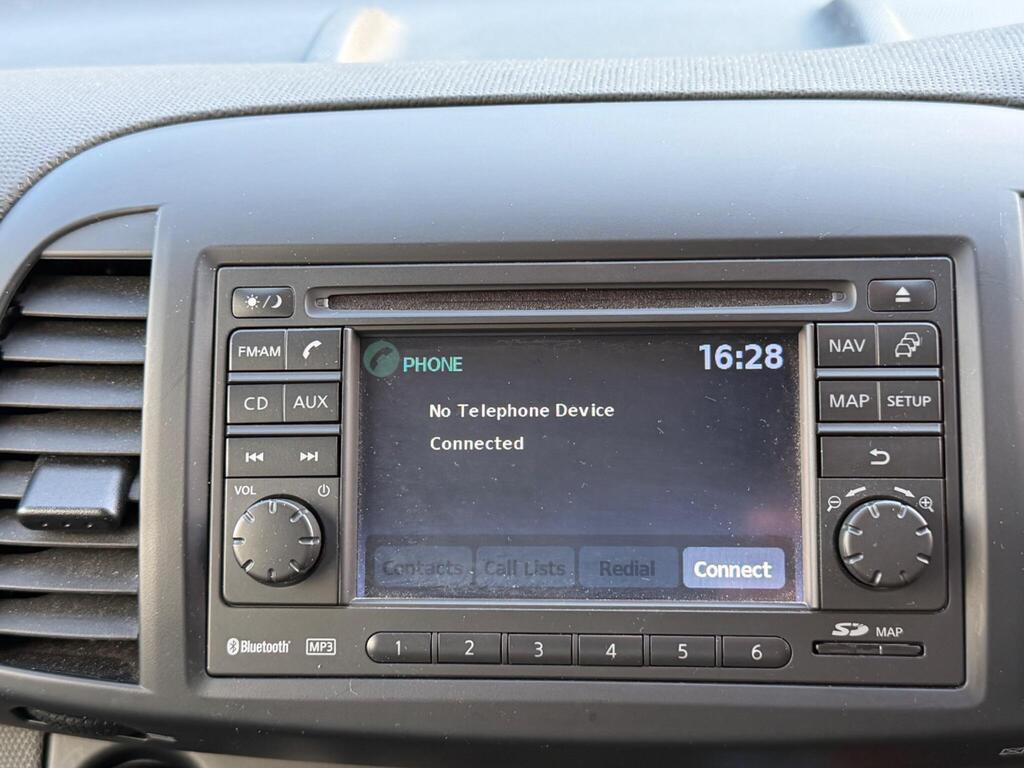 FM·AM
CD
AUX
VOL
PHONE
16:28
No Telephone Device
Connected
Contacts
Call Lists
Redial
Connect
NAV
MAP
SETUP
Bluetooth
MP3
1
2
3
4
5
6
SD
MAP